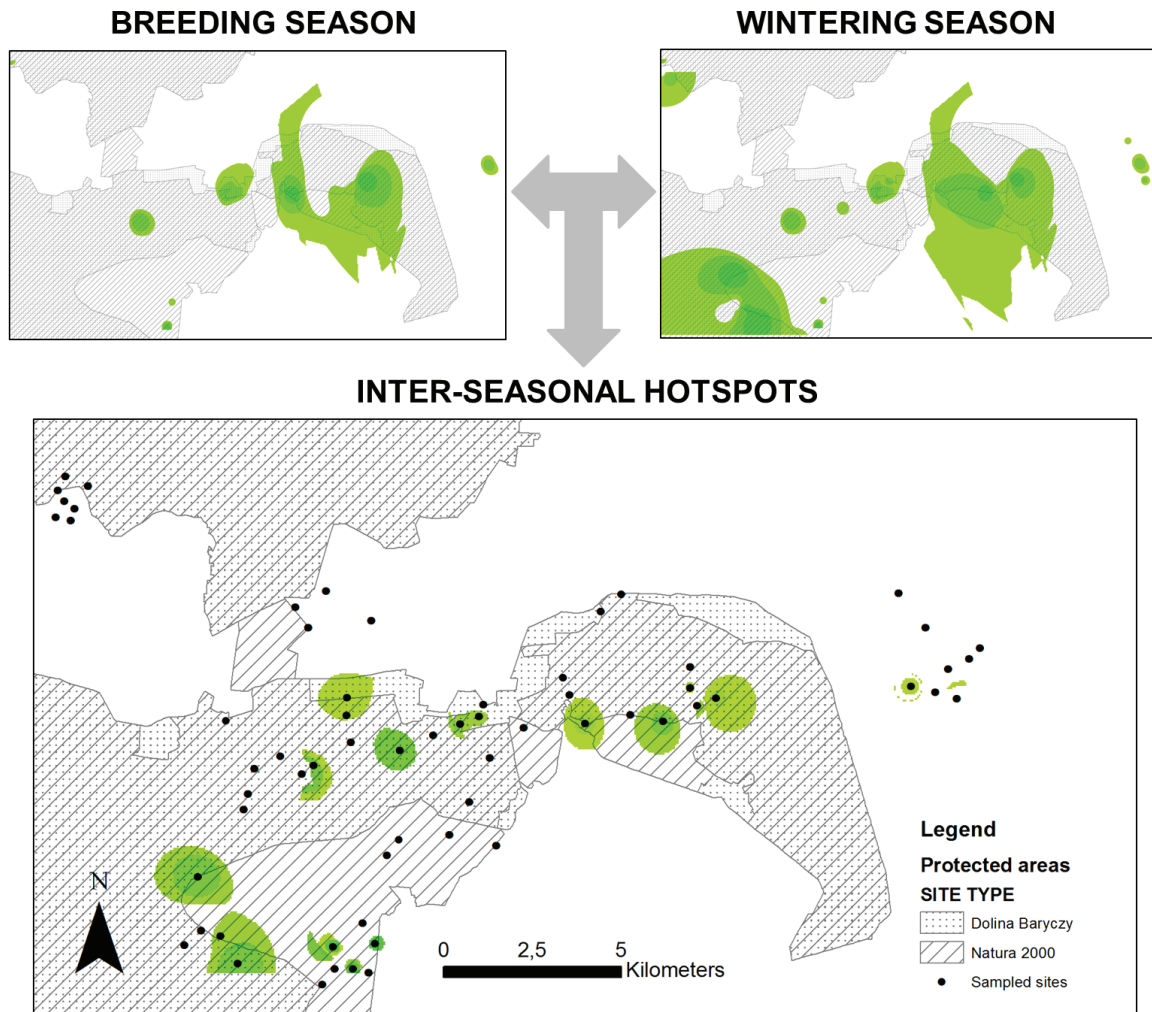 BREEDING SEASON
WINTERING SEASON
INTER-SEASONAL HOTSPOTS
N
0 2,5 5
Kilometers
Legend
Protected areas
SITE TYPE
Dolina Baryczy
Natura 2000
Sampled sites